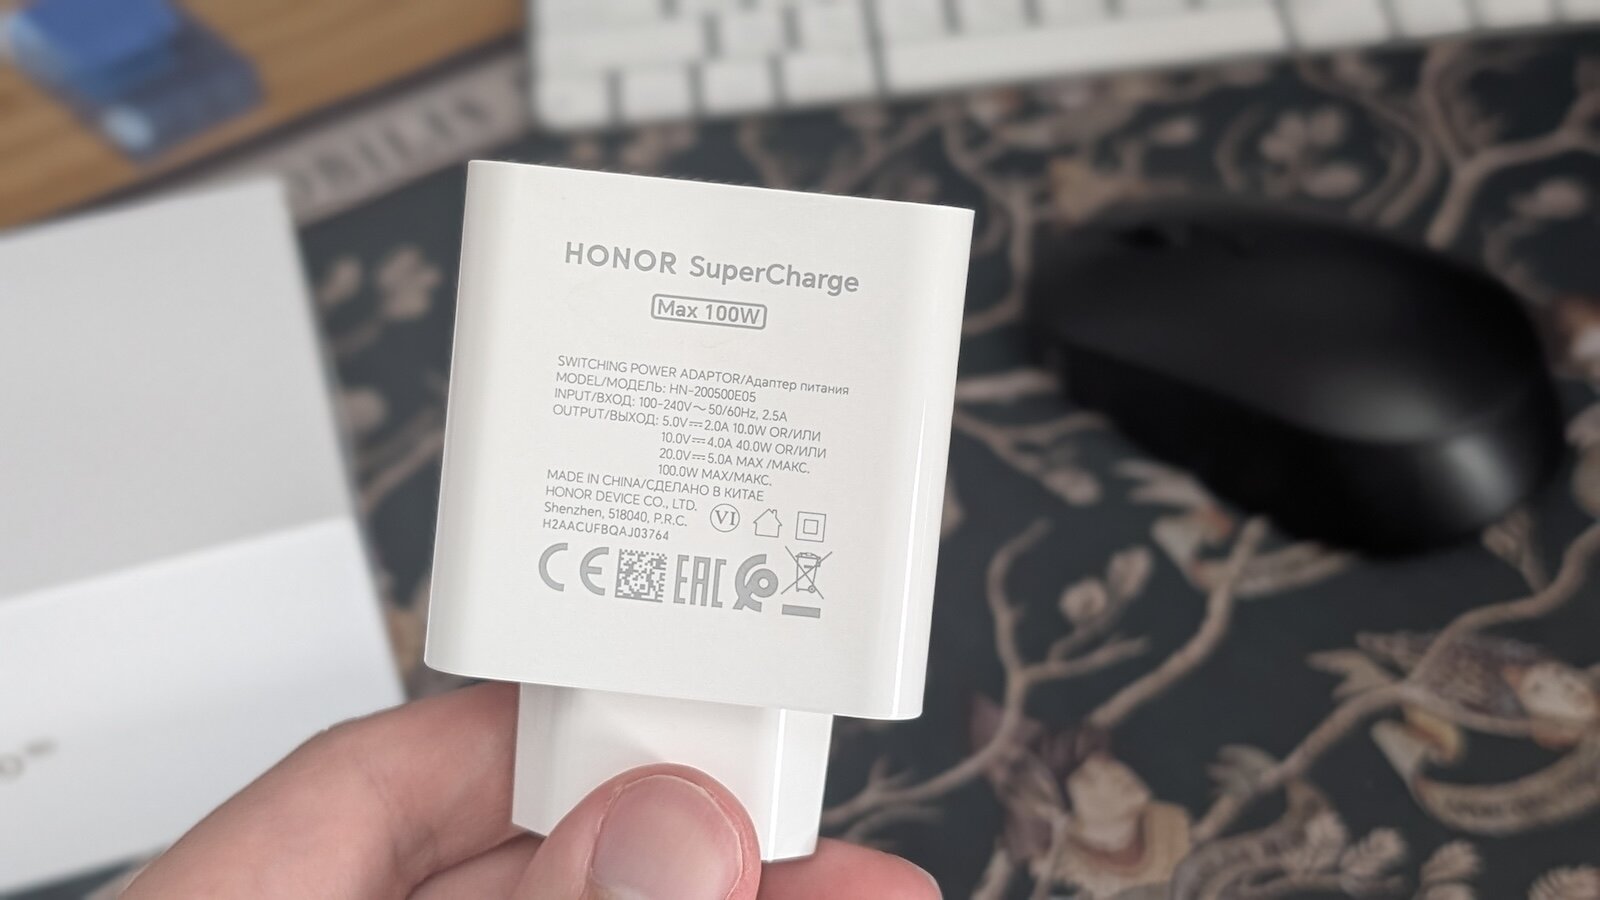 HONOR SuperCharge
Max 100W
SWITCHING POWER ADAPTOR/Адаптер питания
MODEL/МОДЕЛЬ: HN-200500E05
INPUT/ВХОД: 100-240V~50/60Hz, 2.5A
OUTPUT/ВЫХОД: 5.0V⎓2.0A 10.0W OR/ИЛИ
10.0V⎓4.0A 40.0W OR/ИЛИ
20.0V⎓5.0A MAX /МАКС.
100.0W MAX/МАКС.
MADE IN CHINA/СДЕЛАНО В КИТАЕ
HONOR DEVICE CO., LTD.
Shenzhen, 518040, P.R.C.
H2AACUFBQAJ03764
VI
CE EAC